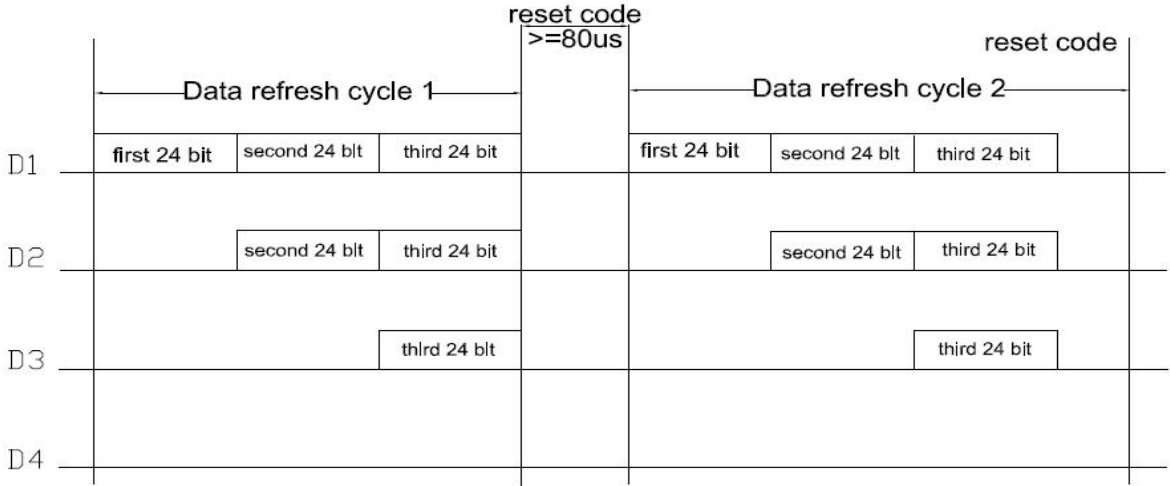 reset code
>=80us
reset code
Data refresh cycle 1
Data refresh cycle 2
D1 first 24 bit second 24 blt third 24 bit first 24 bit second 24 blt third 24 bit
D2 second 24 blt third 24 bit second 24 blt third 24 bit
D3 thlrd 24 blt third 24 bit
D4